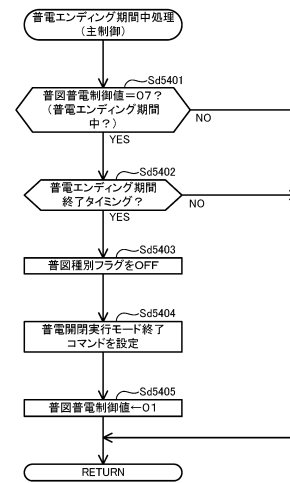 普電エンディング期間中処理
（主制御）
Sd5401
普図普電制御値＝０７？
（普電エンディング期間
中？）
NO
YES
Sd5402
普電エンディング期間
終了タイミング？
NO
YES
Sd5403
普図種別フラグをOFF
Sd5404
普電開閉実行モード終了
コマンドを設定
Sd5405
普図普電制御値←０１
RETURN